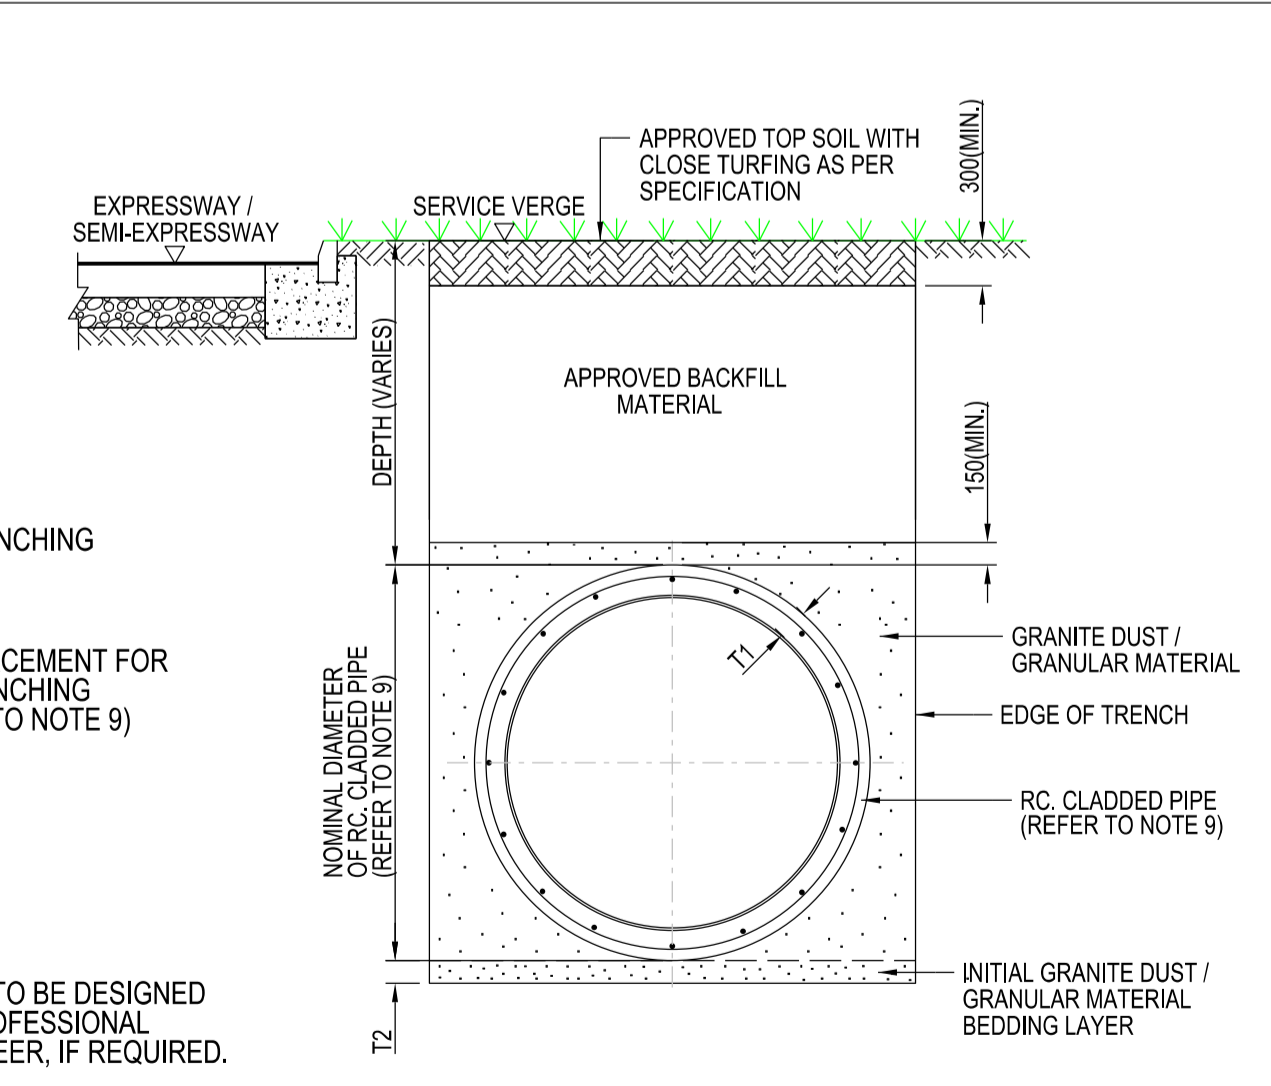 APPROVED TOP SOIL WITH
CLOSE TURFING AS PER
SPECIFICATION
300(MIN.)
EXPRESSWAY /
SEMI-EXPRESSWAY
SERVICE VERGE
DEPTH (VARIES)
APPROVED BACKFILL
MATERIAL
150(MIN.)
NCHING
CEMENT FOR
NCHING
TO NOTE 9)
T1
GRANITE DUST /
GRANULAR MATERIAL
EDGE OF TRENCH
NOMINAL DIAMETER
OF RC. CLADDED PIPE
(REFER TO NOTE 9)
RC. CLADDED PIPE
(REFER TO NOTE 9)
TO BE DESIGNED
OFESSIONAL
EER, IF REQUIRED.
T2
INITIAL GRANITE DUST /
GRANULAR MATERIAL
BEDDING LAYER